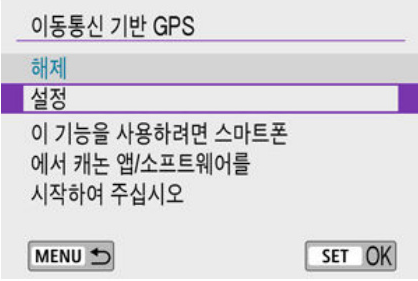 이동통신 기반 GPS
해제
설정
이 기능을 사용하려면 스마트폰
에서 캐논 앱/소프트웨어를
시작하여 주십시오
MENU SET OK